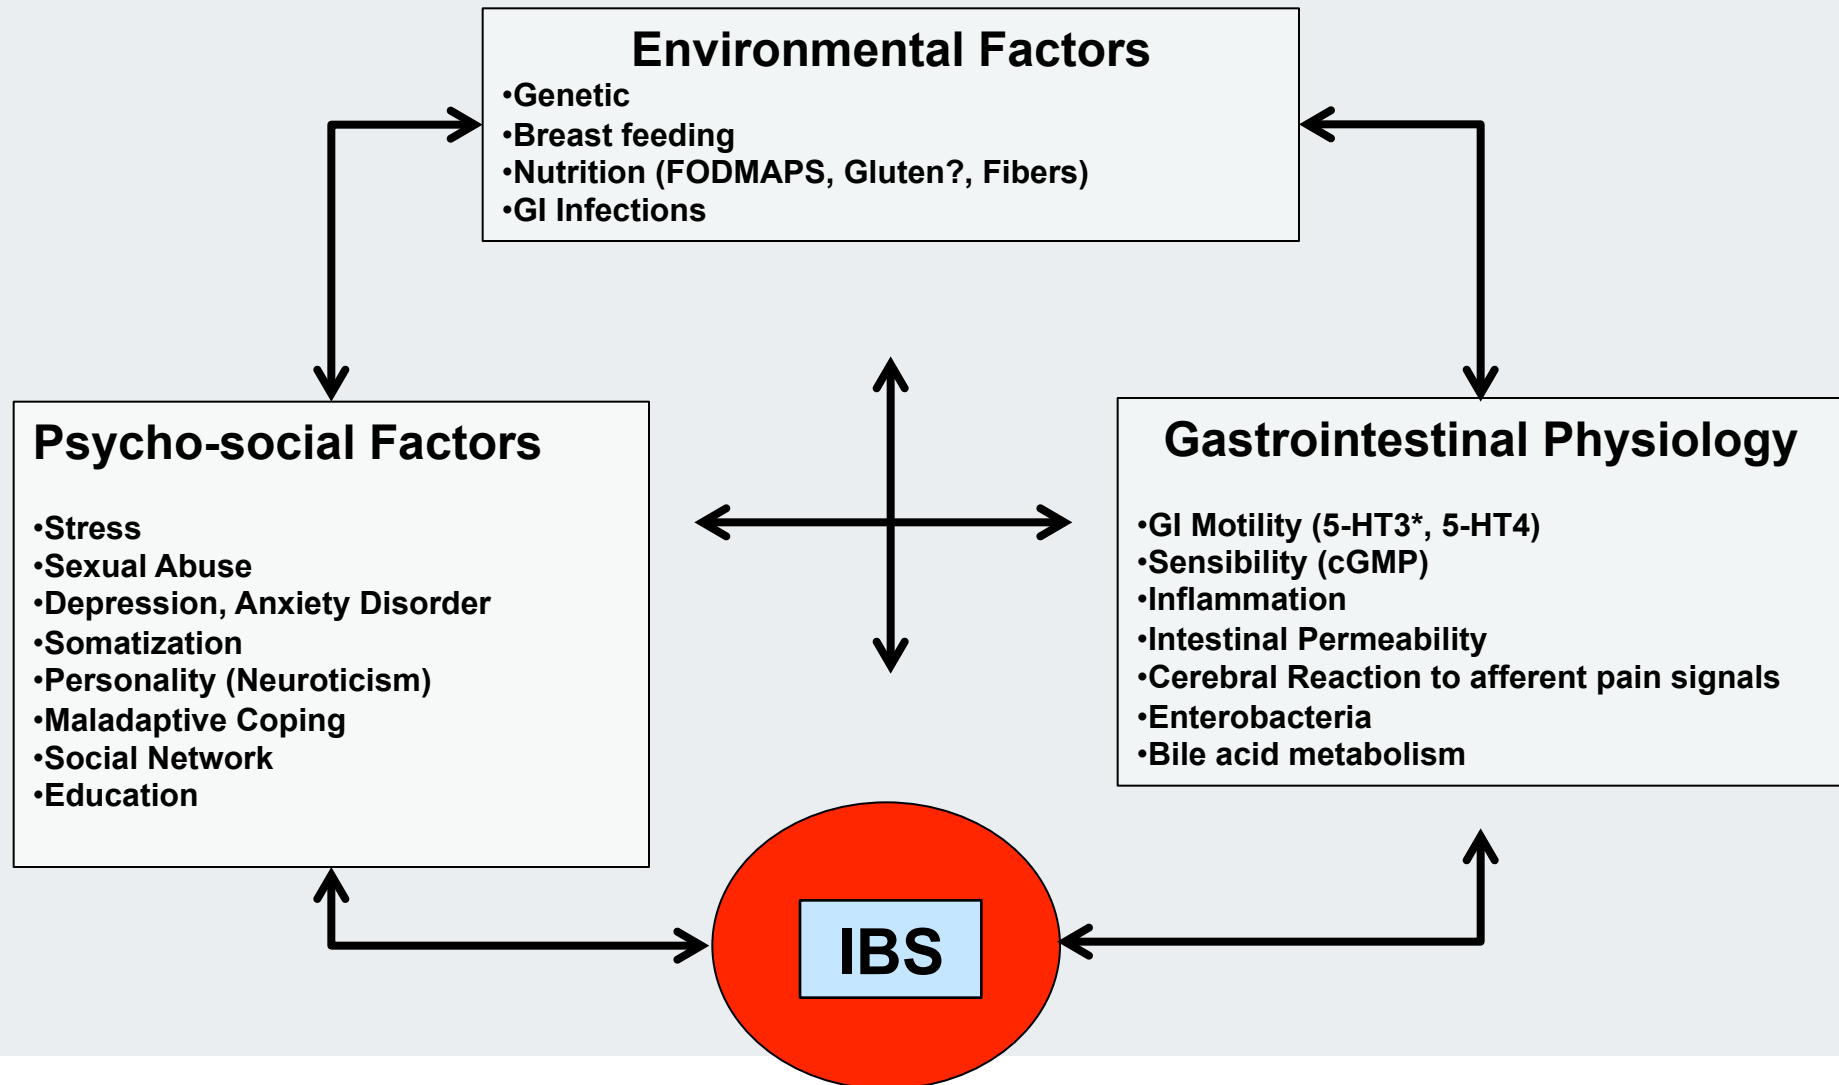 Environmental Factors
•Genetic
•Breast feeding
•Nutrition (FODMAPS, Gluten?, Fibers)
•GI Infections
Psycho-social Factors
•Stress
•Sexual Abuse
•Depression, Anxiety Disorder
•Somatization
•Personality (Neuroticism)
•Maladaptive Coping
•Social Network
•Education
Gastrointestinal Physiology
•GI Motility (5-HT3*, 5-HT4)
•Sensibility (cGMP)
•Inflammation
•Intestinal Permeability
•Cerebral Reaction to afferent pain signals
•Enterobacteria
•Bile acid metabolism
IBS